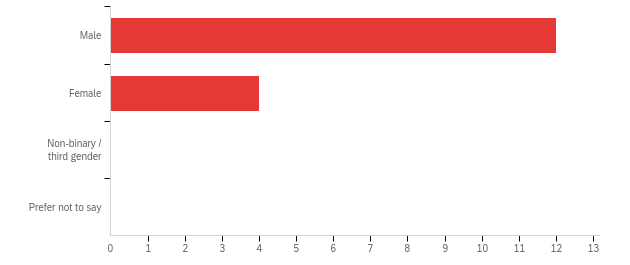 Male
Female
Non-binary /
third gender
Prefer not to say
0 1 2 3 4 5 6 7 8 9 10 11 12 13